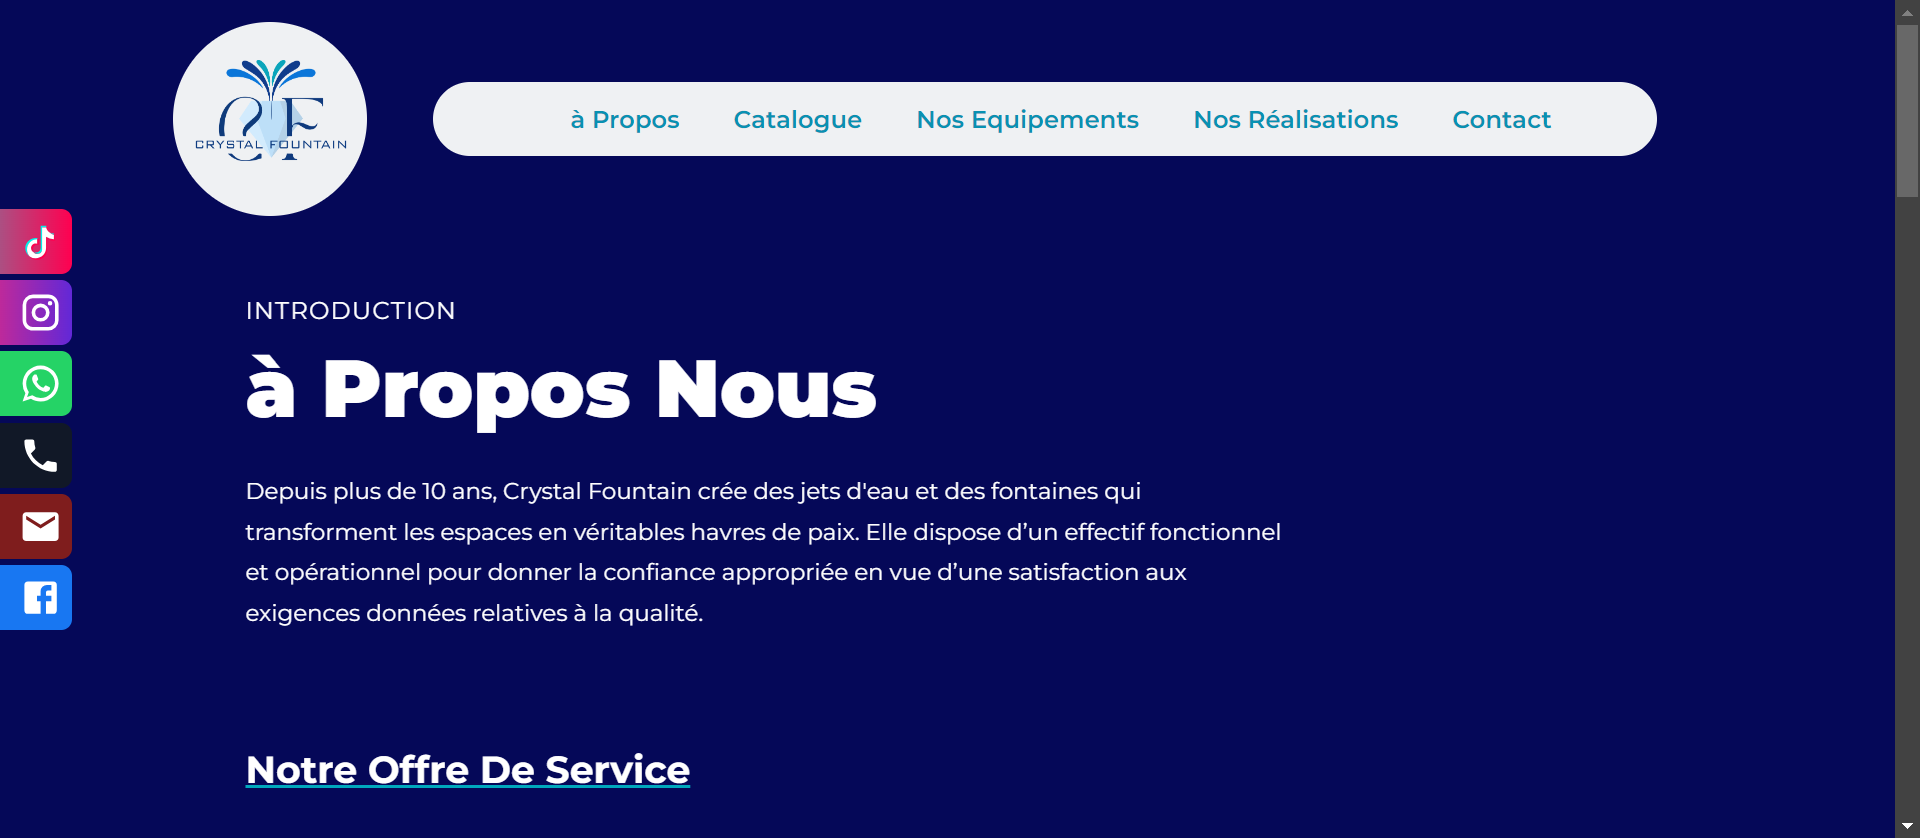 CF
CRYSTAL FOUNTAIN
à Propos Catalogue Nos Equipements Nos Réalisations Contact
INTRODUCTION
à Propos Nous
Depuis plus de 10 ans, Crystal Fountain crée des jets d'eau et des fontaines qui
transforment les espaces en véritables havres de paix. Elle dispose d’un effectif fonctionnel
et opérationnel pour donner la confiance appropriée en vue d’une satisfaction aux
exigences données relatives à la qualité.
Notre Offre De Service